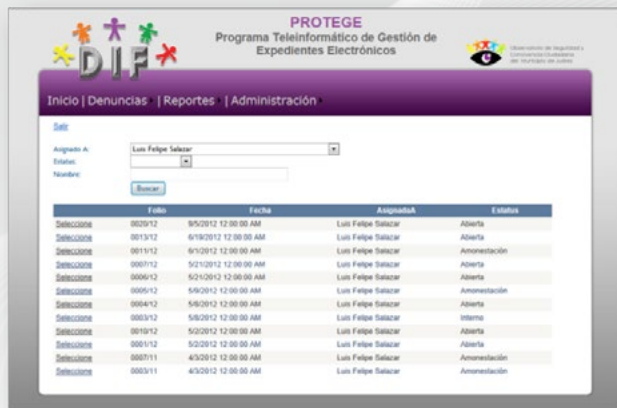 PROTEGE
Programa Teleinformático de Gestión de
Expedientes Electrónicos
DIF
Observatorio de Seguridad y
Convivencia Ciudadana
del Municipio de Juárez
Inicio | Denuncias | Reportes | Administración
Salir
Asignado A: Luis Felipe Salazar
Estatus:
Nombre:
Buscar
Folio Fecha AsignadoA Estatus
Seleccione 0020/12 9/5/2012 12:00:00 AM Luis Felipe Salazar Abierta
Seleccione 0013/12 6/19/2012 12:00:00 AM Luis Felipe Salazar Abierta
Seleccione 0011/12 6/1/2012 12:00:00 AM Luis Felipe Salazar Amonestación
Seleccione 0007/12 5/21/2012 12:00:00 AM Luis Felipe Salazar Abierta
Seleccione 0006/12 5/21/2012 12:00:00 AM Luis Felipe Salazar Abierta
Seleccione 0005/12 5/9/2012 12:00:00 AM Luis Felipe Salazar Amonestación
Seleccione 0004/12 5/8/2012 12:00:00 AM Luis Felipe Salazar Abierta
Seleccione 0003/12 5/8/2012 12:00:00 AM Luis Felipe Salazar Interno
Seleccione 0010/12 5/2/2012 12:00:00 AM Luis Felipe Salazar Abierta
Seleccione 0001/12 5/2/2012 12:00:00 AM Luis Felipe Salazar Abierta
Seleccione 0007/11 4/3/2012 12:00:00 AM Luis Felipe Salazar Amonestación
Seleccione 0003/11 4/3/2012 12:00:00 AM Luis Felipe Salazar Amonestación